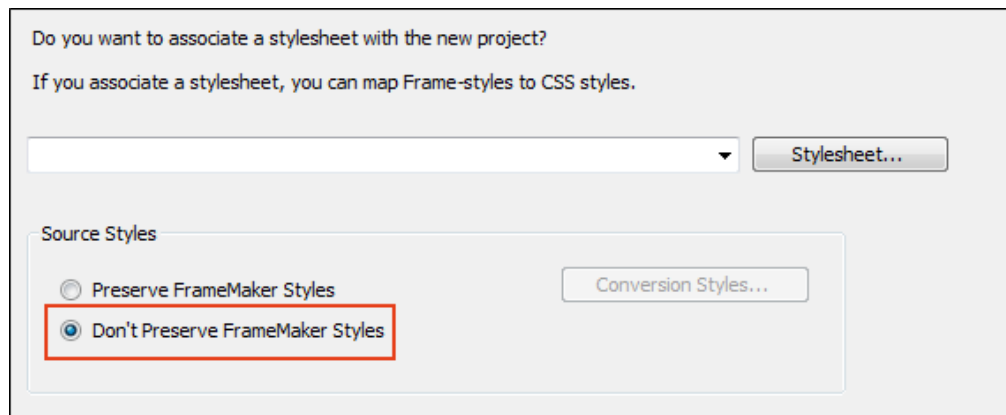 Do you want to associate a stylesheet with the new project?
If you associate a stylesheet, you can map Frame-styles to CSS styles.
Stylesheet...
Source Styles
Preserve FrameMaker Styles
Conversion Styles...
Don't Preserve FrameMaker Styles